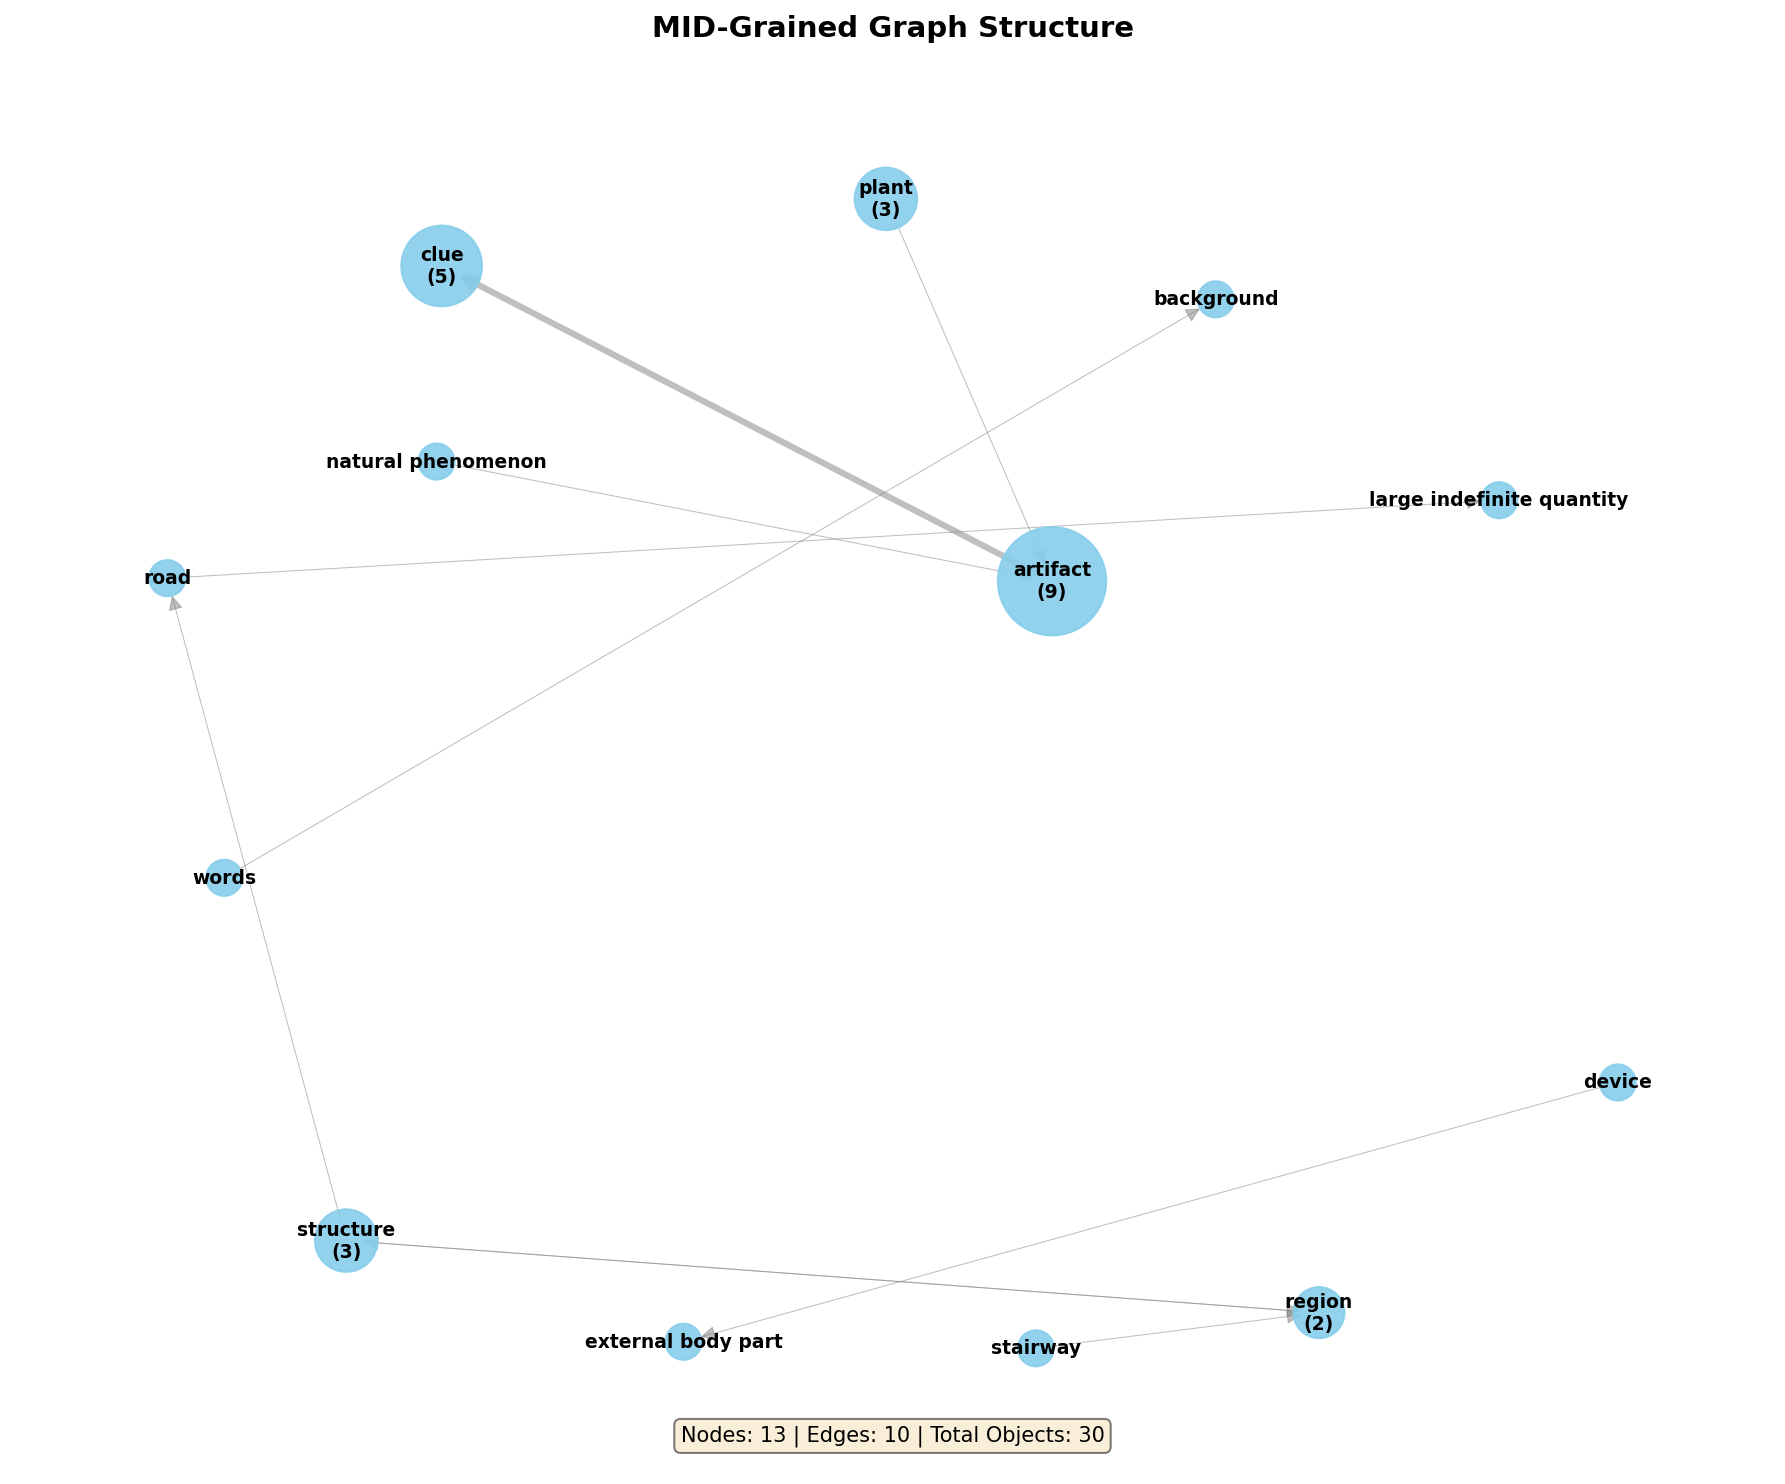 MID-Grained Graph Structure
plant
(3)
clue
(5)
background
natural phenomenon
large indefinite quantity
artifact
(9)
road
words
device
structure
(3)
region
(2)
external body part
stairway
Nodes: 13 | Edges: 10 | Total Objects: 30